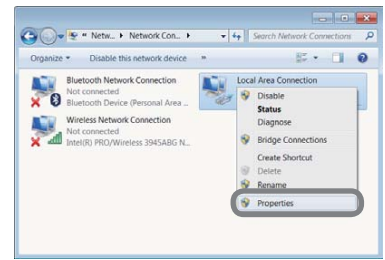 « Netw... ▸ Network Con... ▸
Search Network Connections
Organize ▾ Disable this network device »
Bluetooth Network Connection
Not connected
Bluetooth Device (Personal Area ...
Wireless Network Connection
Not connected
Intel(R) PRO/Wireless 3945ABG N...
Local Area Connection
Disable
Status
Diagnose
Bridge Connections
Create Shortcut
Delete
Rename
Properties